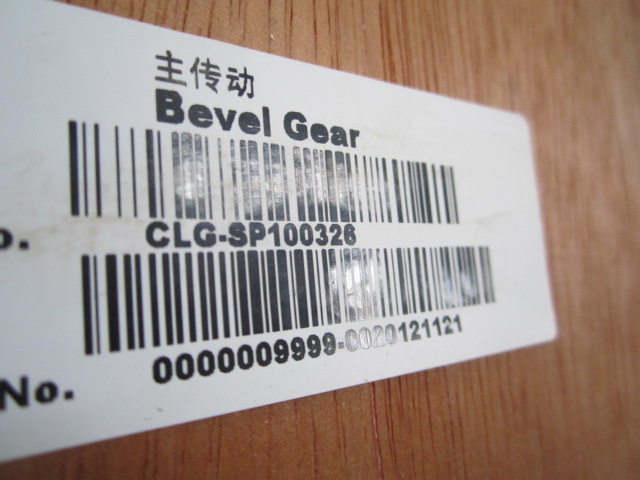 主传动
Bevel Gear
o. CLG-SP100326
No. 0000009999-0020121121